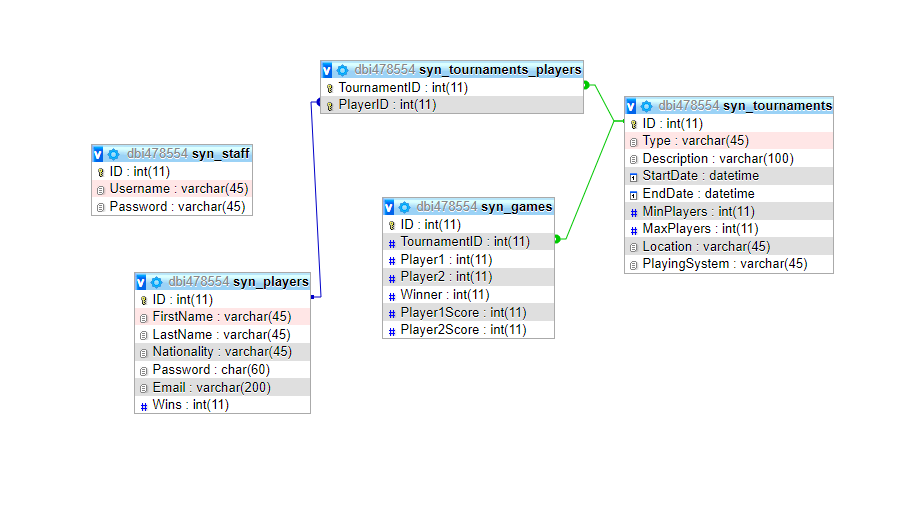 dbi478554 syn_tournaments_players
TournamentID : int(11)
PlayerID : int(11)
dbi478554 syn_tournaments
ID : int(11)
Type : varchar(45)
Description : varchar(100)
StartDate : datetime
EndDate : datetime
MinPlayers : int(11)
MaxPlayers : int(11)
Location : varchar(45)
PlayingSystem : varchar(45)
dbi478554 syn_staff
ID : int(11)
Username : varchar(45)
Password : varchar(45)
dbi478554 syn_games
ID : int(11)
TournamentID : int(11)
Player1 : int(11)
Player2 : int(11)
Winner : int(11)
Player1Score : int(11)
Player2Score : int(11)
dbi478554 syn_players
ID : int(11)
FirstName : varchar(45)
LastName : varchar(45)
Nationality : varchar(45)
Password : char(60)
Email : varchar(200)
Wins : int(11)